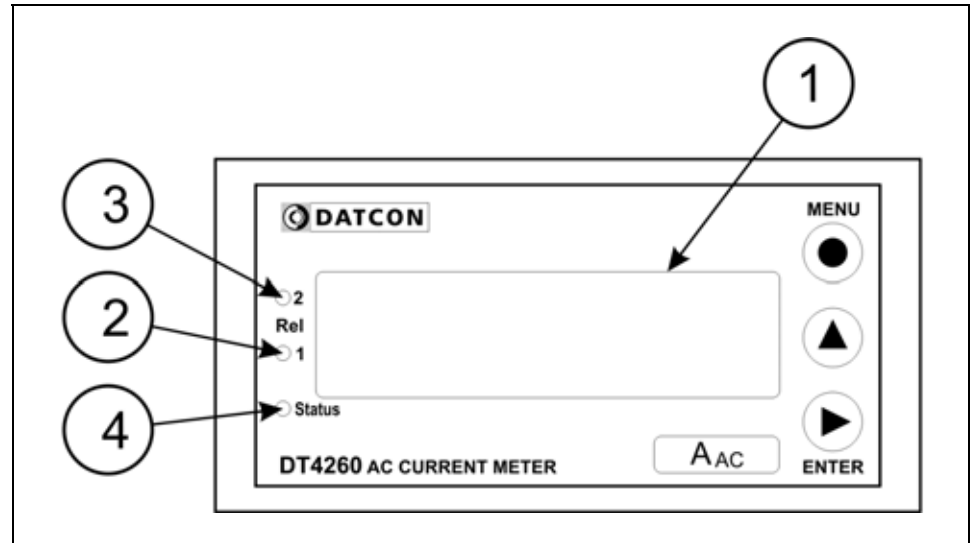 1
3
DATCON
MENU
2
Rel
2
1
4
Status
DT4260 AC CURRENT METER
AAC
ENTER